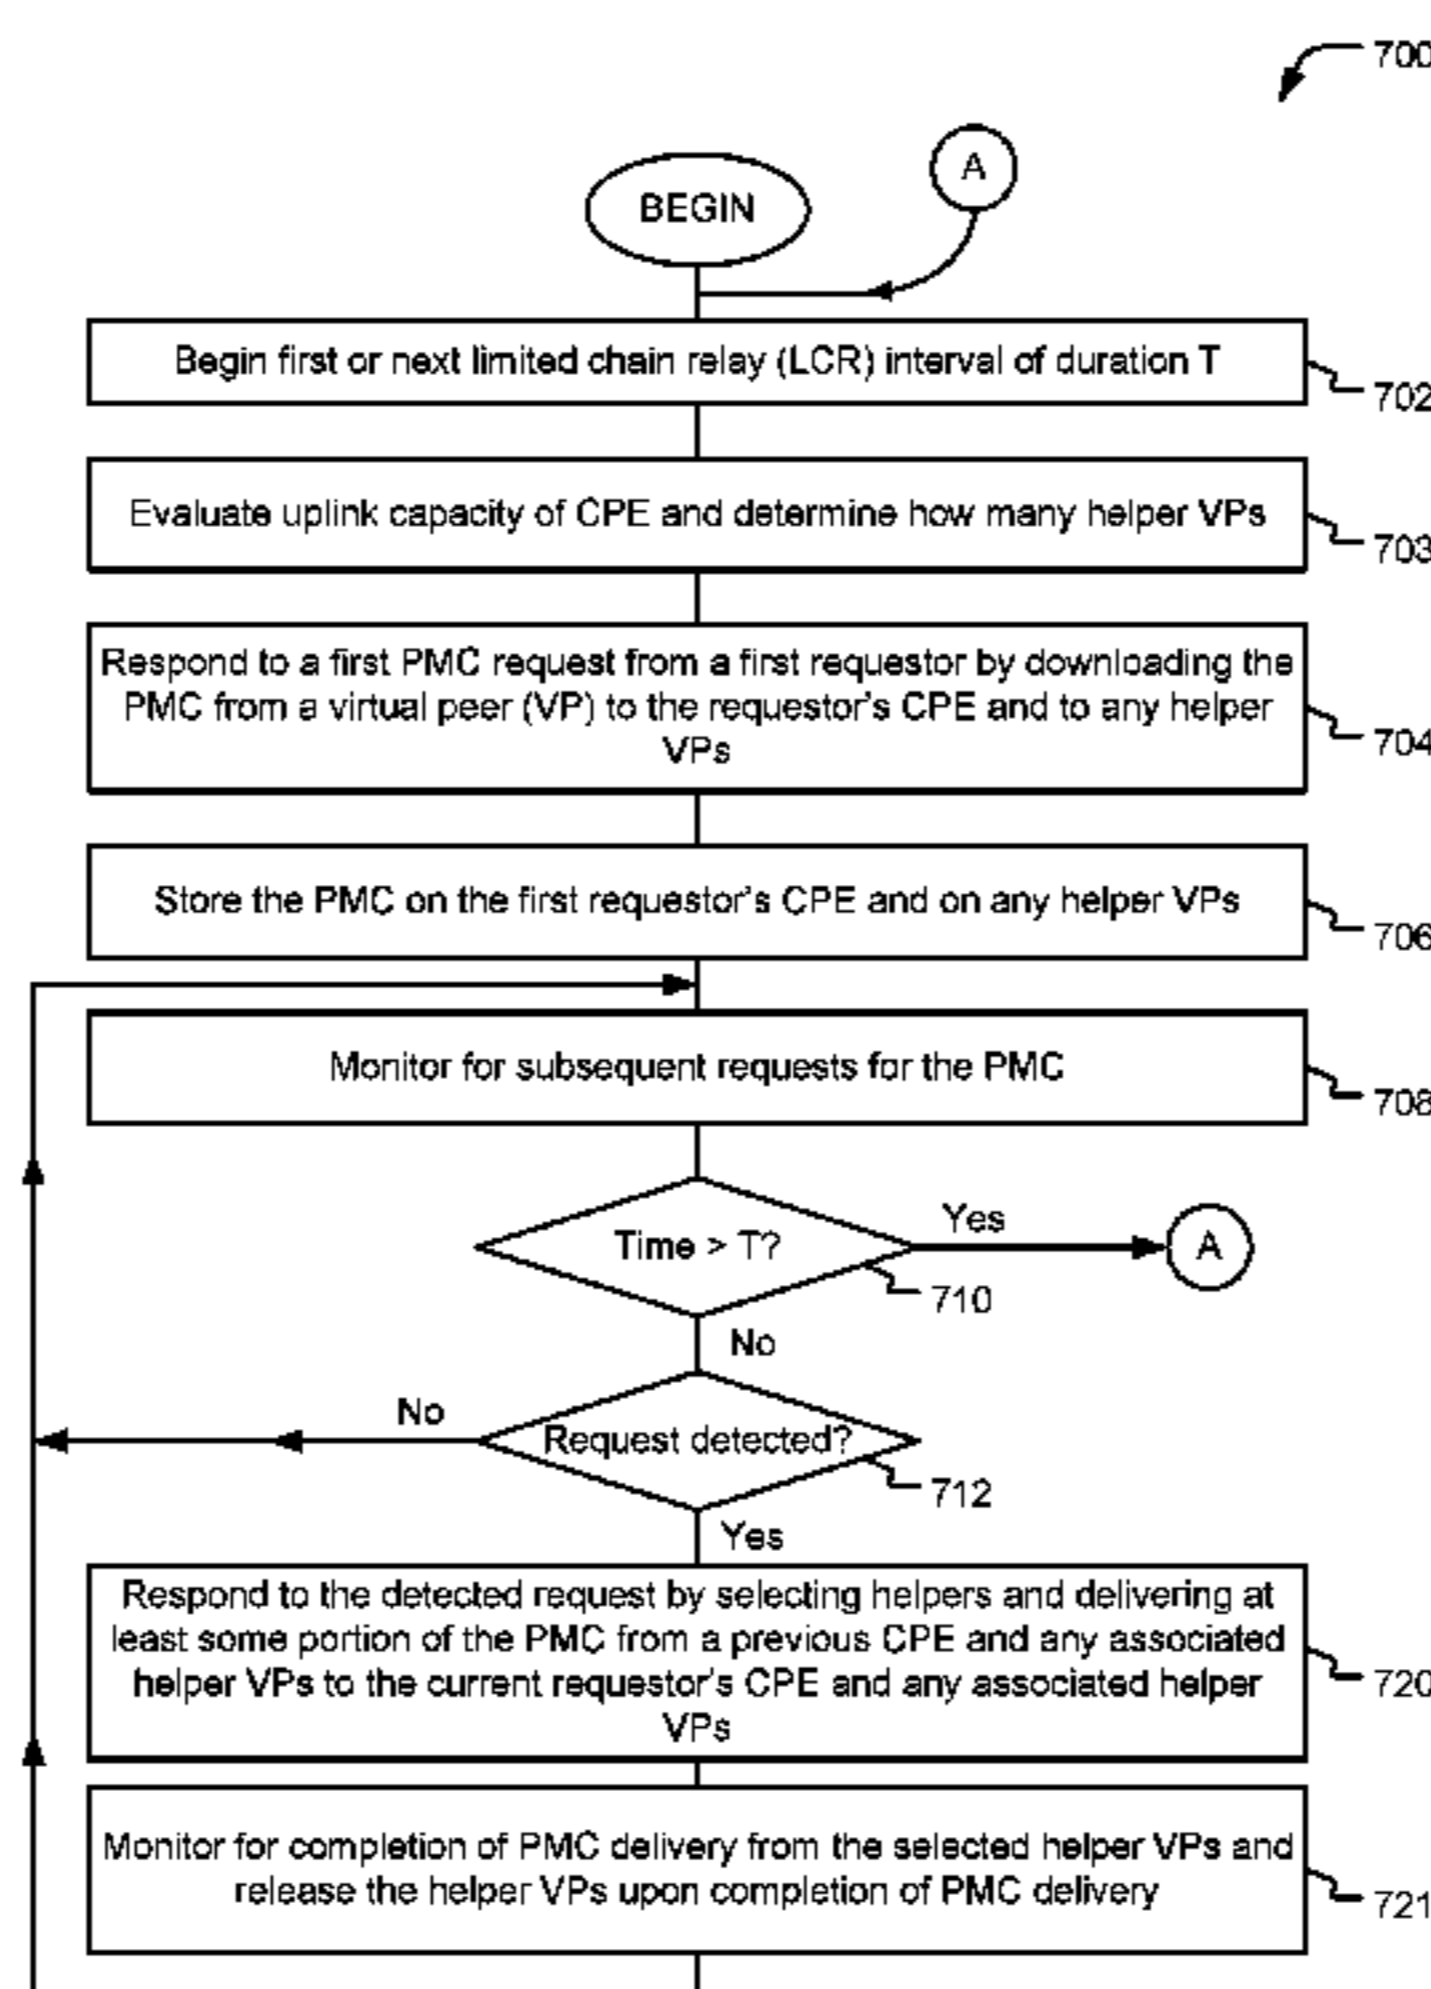 700
A
BEGIN
Begin first or next limited chain relay (LCR) interval of duration T
702
Evaluate uplink capacity of CPE and determine how many helper VPs
703
Respond to a first PMC request from a first requestor by downloading the
PMC from a virtual peer (VP) to the requestor's CPE and to any helper
VPs
704
Store the PMC on the first requestor's CPE and on any helper VPs
706
Monitor for subsequent requests for the PMC
708
Yes
Time > T?
A
710
No
No
Request detected?
712
Yes
Respond to the detected request by selecting helpers and delivering at
least some portion of the PMC from a previous CPE and any associated
helper VPs to the current requestor's CPE and any associated helper
VPs
720
Monitor for completion of PMC delivery from the selected helper VPs and
release the helper VPs upon completion of PMC delivery
721